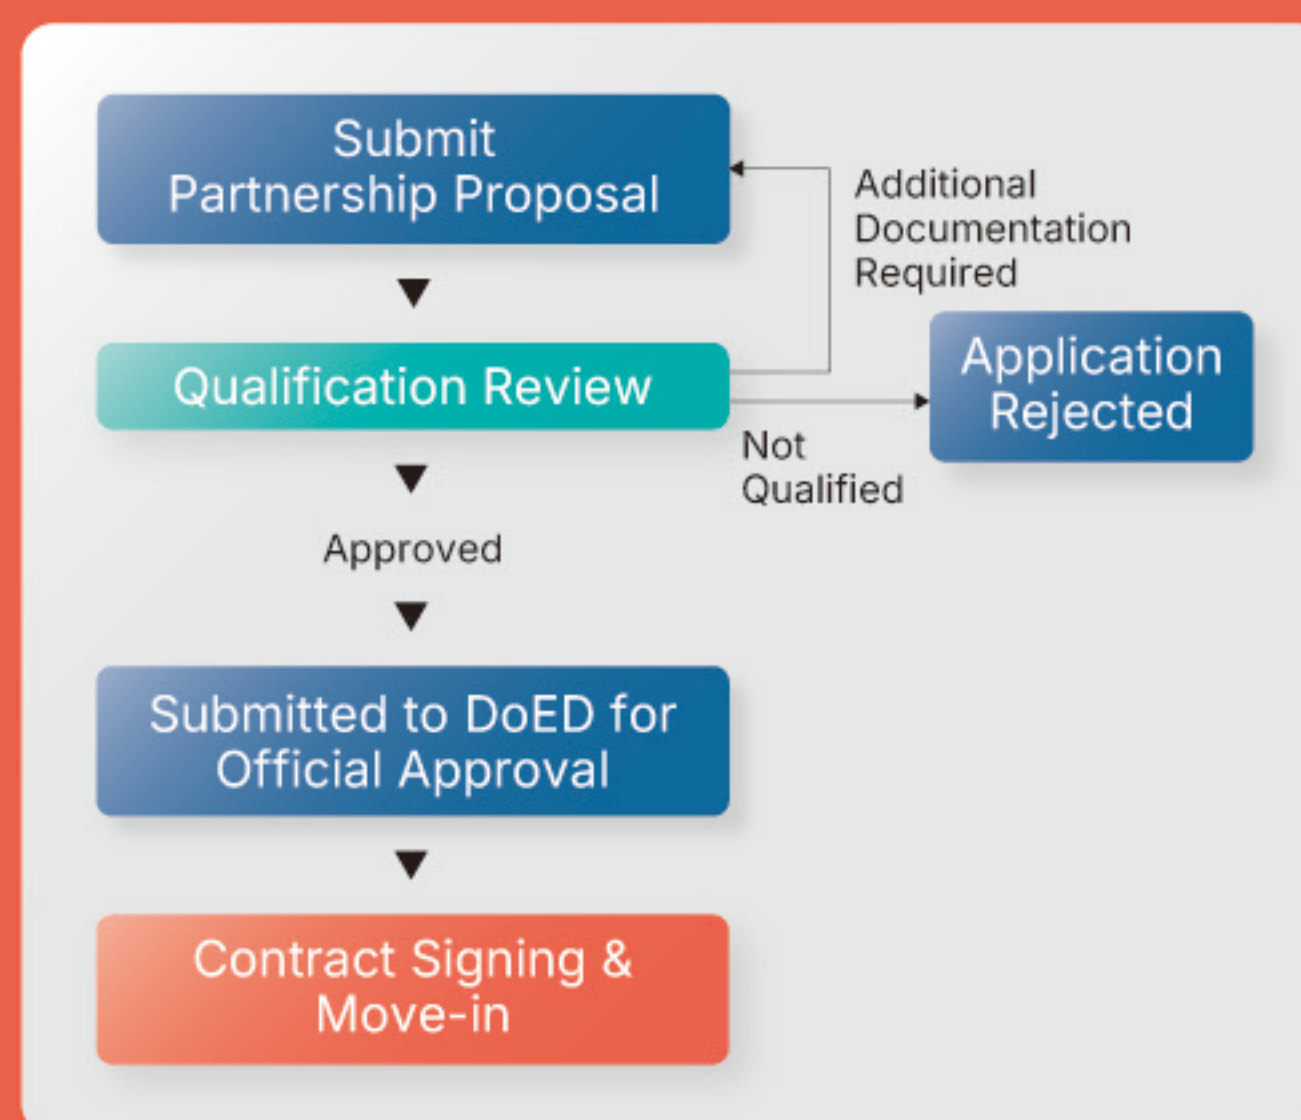 Submit
Partnership Proposal
Additional
Documentation
Required
Qualification Review
Application
Rejected
Not
Qualified
Approved
Submitted to DoED for
Official Approval
Contract Signing &
Move-in